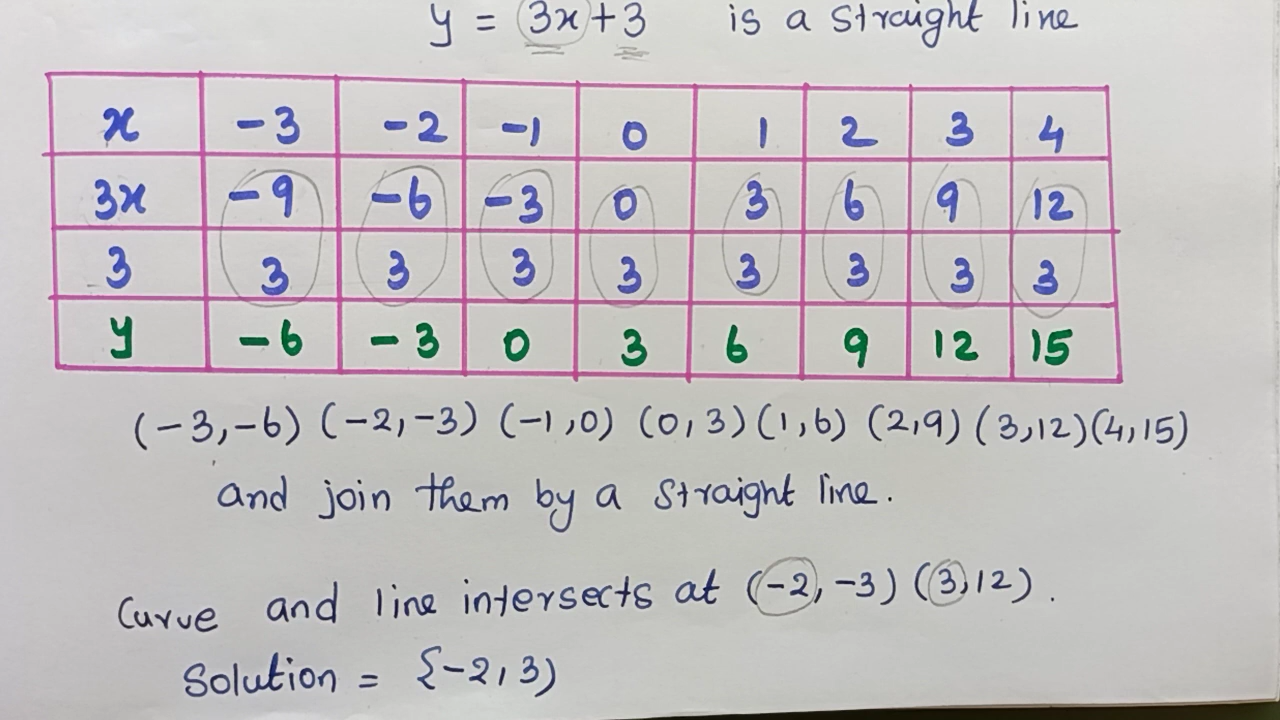 y = 3x + 3 is a straight line
x -3 -2 -1 0 1 2 3 4
3x -9 -6 -3 0 3 6 9 12
3 3 3 3 3 3 3 3 3
y -6 -3 0 3 6 9 12 15
(-3,-6) (-2,-3) (-1,0) (0,3) (1,6) (2,9) (3,12) (4,15)
and join them by a straight line.
Curve and line intersects at (-2,-3) (3,12).
Solution = {-2,3)